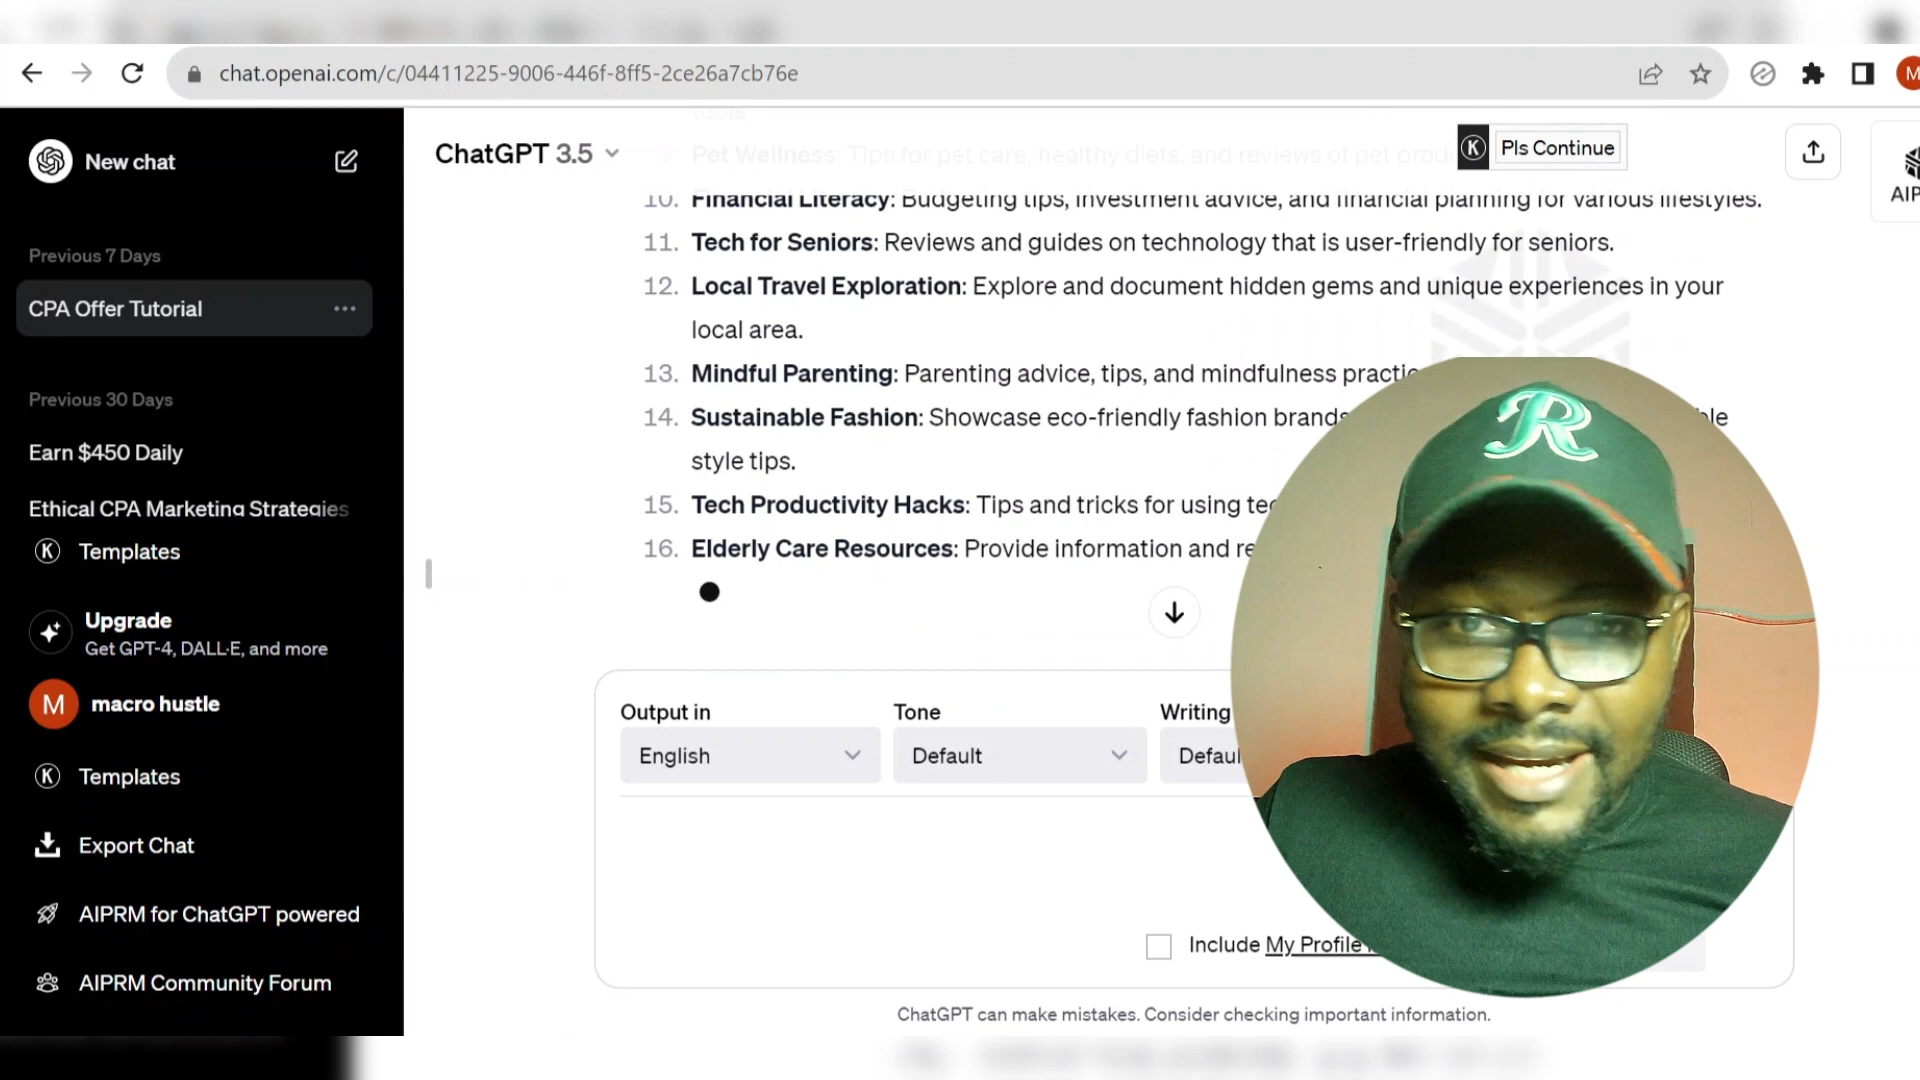 chat.openai.com/c/04411225-9006-446f-8ff5-2ce26a7cb76e
M
New chat
Previous 7 Days
CPA Offer Tutorial
Previous 30 Days
Earn $450 Daily
Ethical CPA Marketing Strategies
K Templates
Upgrade
Get GPT-4, DALL·E, and more
M macro hustle
K Templates
Export Chat
AIPRM for ChatGPT powered
AIPRM Community Forum
ChatGPT 3.5
K Pls Continue
AIP
tools.
Pet Wellness: Tips for pet care, healthy diets, and reviews of pet prod
10. Financial Literacy: Budgeting tips, investment advice, and financial planning for various lifestyles.
11. Tech for Seniors: Reviews and guides on technology that is user-friendly for seniors.
12. Local Travel Exploration: Explore and document hidden gems and unique experiences in your
local area.
13. Mindful Parenting: Parenting advice, tips, and mindfulness practic
14. Sustainable Fashion: Showcase eco-friendly fashion brands
style tips.
15. Tech Productivity Hacks: Tips and tricks for using te
16. Elderly Care Resources: Provide information and re
R
Output in
Tone
Writing
English
Default
Defaul
Include My Profile
ChatGPT can make mistakes. Consider checking important information.